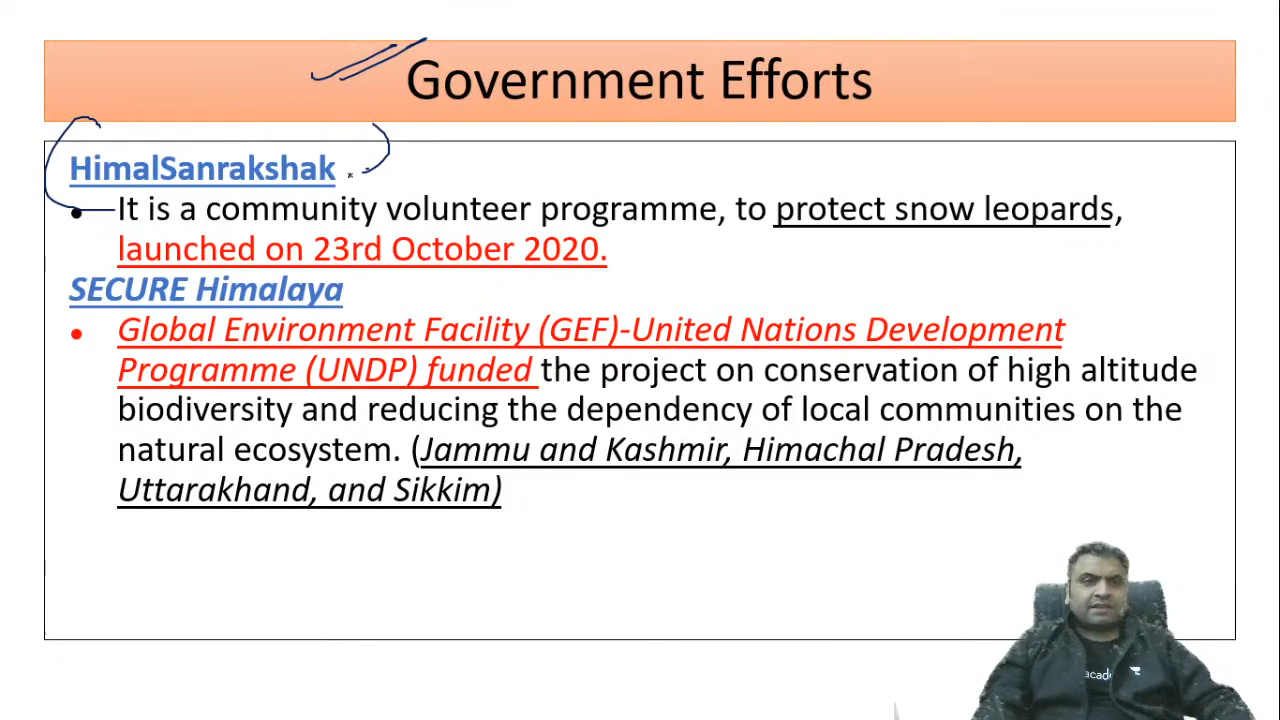 Government Efforts
HimalSanrakshak
• It is a community volunteer programme, to protect snow leopards,
launched on 23rd October 2020.
SECURE Himalaya
• Global Environment Facility (GEF)-United Nations Development
Programme (UNDP) funded the project on conservation of high altitude
biodiversity and reducing the dependency of local communities on the
natural ecosystem. (Jammu and Kashmir, Himachal Pradesh,
Uttarakhand, and Sikkim)